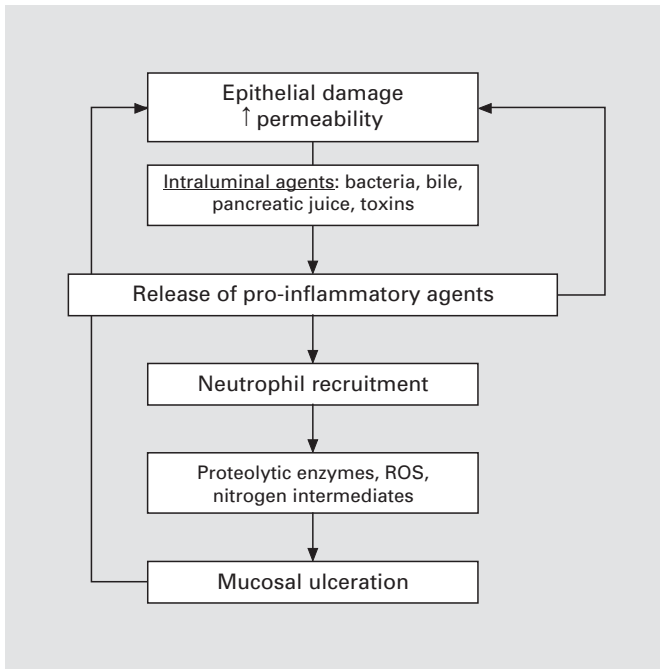 Epithelial damage
↑ permeability
Intraluminal agents: bacteria, bile,
pancreatic juice, toxins
Release of pro-inflammatory agents
Neutrophil recruitment
Proteolytic enzymes, ROS,
nitrogen intermediates
Mucosal ulceration